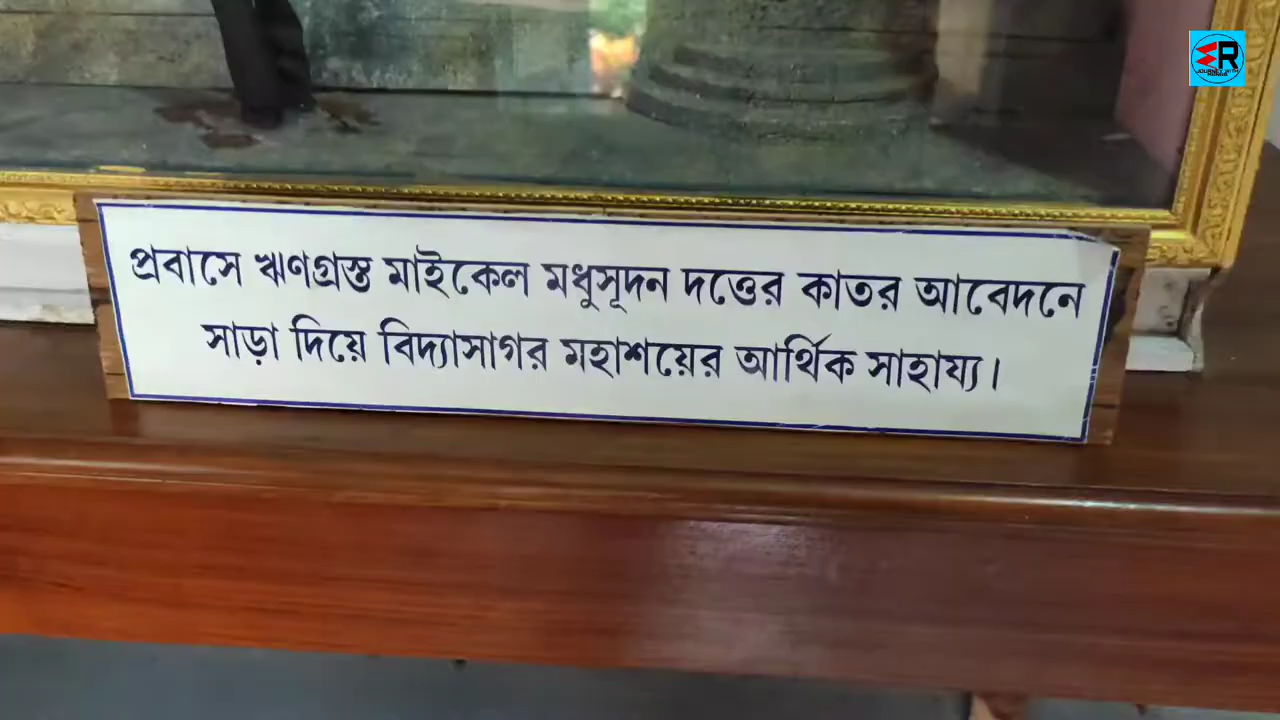 প্রবাসে ঋণগ্রস্ত মাইকেল মধুসূদন দত্তের কাতর আবেদনে
সাড়া দিয়ে বিদ্যাসাগর মহাশয়ের আর্থিক সাহায্য।